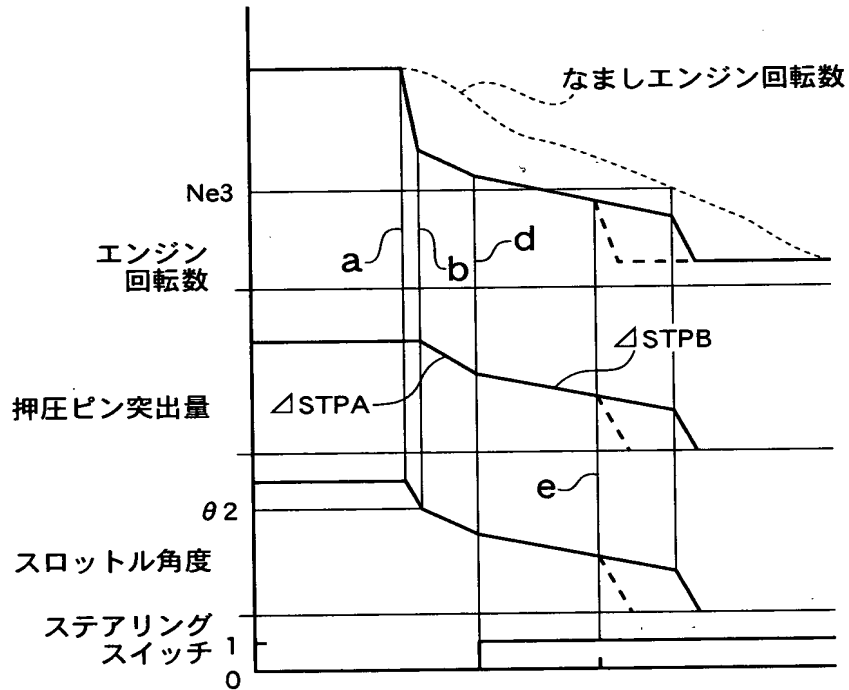 なましエンジン回転数
Ne3
エンジン
回転数
a
b
d
⊿STPB
押圧ピン突出量
⊿STPA
e
θ2
スロットル角度
ステアリング
スイッチ
1
0